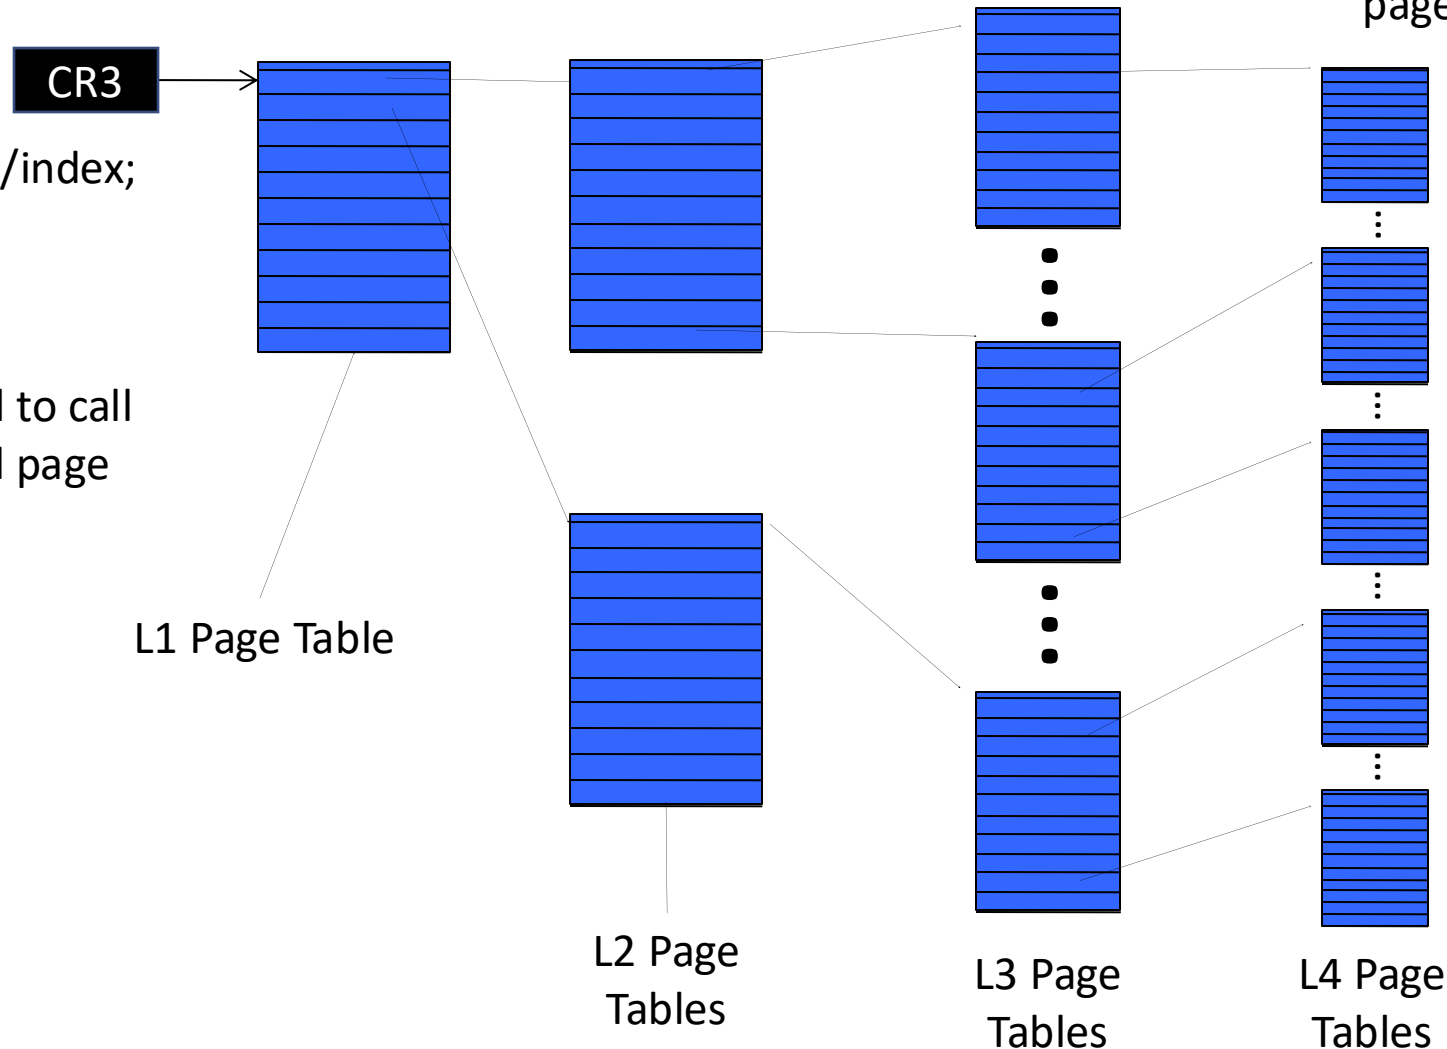 page
CR3
/index;
to call
page
L1 Page Table
L2 Page
Tables
L3 Page
Tables
L4 Page
Tables